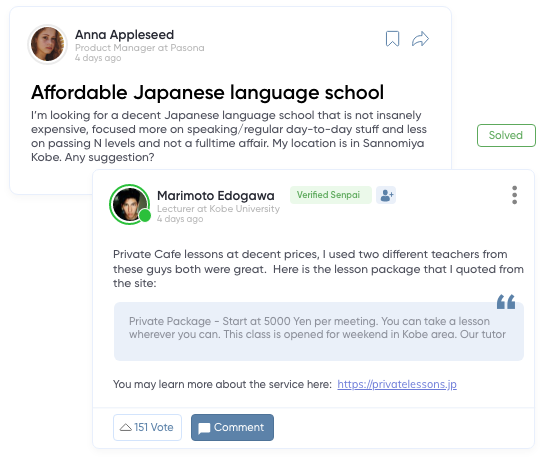 Anna Appleseed
Product Manager at Pasona
4 days ago
Affordable Japanese language school
I'm looking for a decent Japanese language school that is not insanely
expensive, focused more on speaking/regular day-to-day stuff and less
on passing N levels and not a fulltime affair. My location is in Sannomiya
Kobe. Any suggestion?
Solved
Marimoto Edogawa
Verified Senpai
Lecturer at Kobe University
4 days ago
Private Cafe lessons at decent prices, I used two different teachers from
these guys both were great. Here is the lesson package that I quoted from
the site:
Private Package - Start at 5000 Yen per meeting. You can take a lesson
wherever you can. This class is opened for weekend in Kobe area. Our tutor
You may learn more about the service here: https://privatelessons.jp
151 Vote
Comment